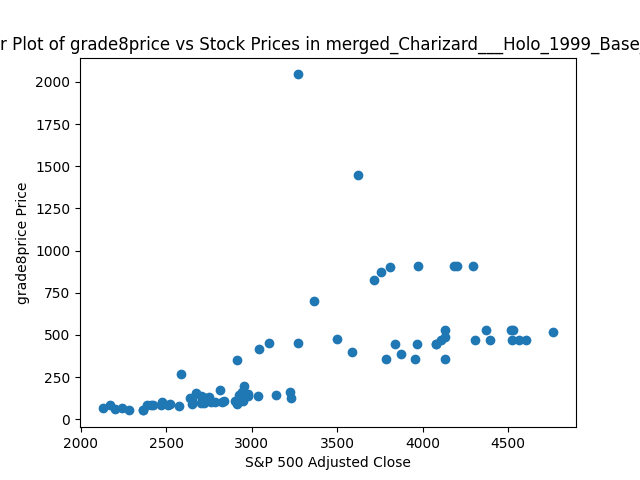 r Plot of grade8price vs Stock Prices in merged_Charizard___Holo_1999_Base_
2000
1750
1500
1250
1000
750
500
250
0
grade8price Price
2000 2500 3000 3500 4000 4500
S&P 500 Adjusted Close